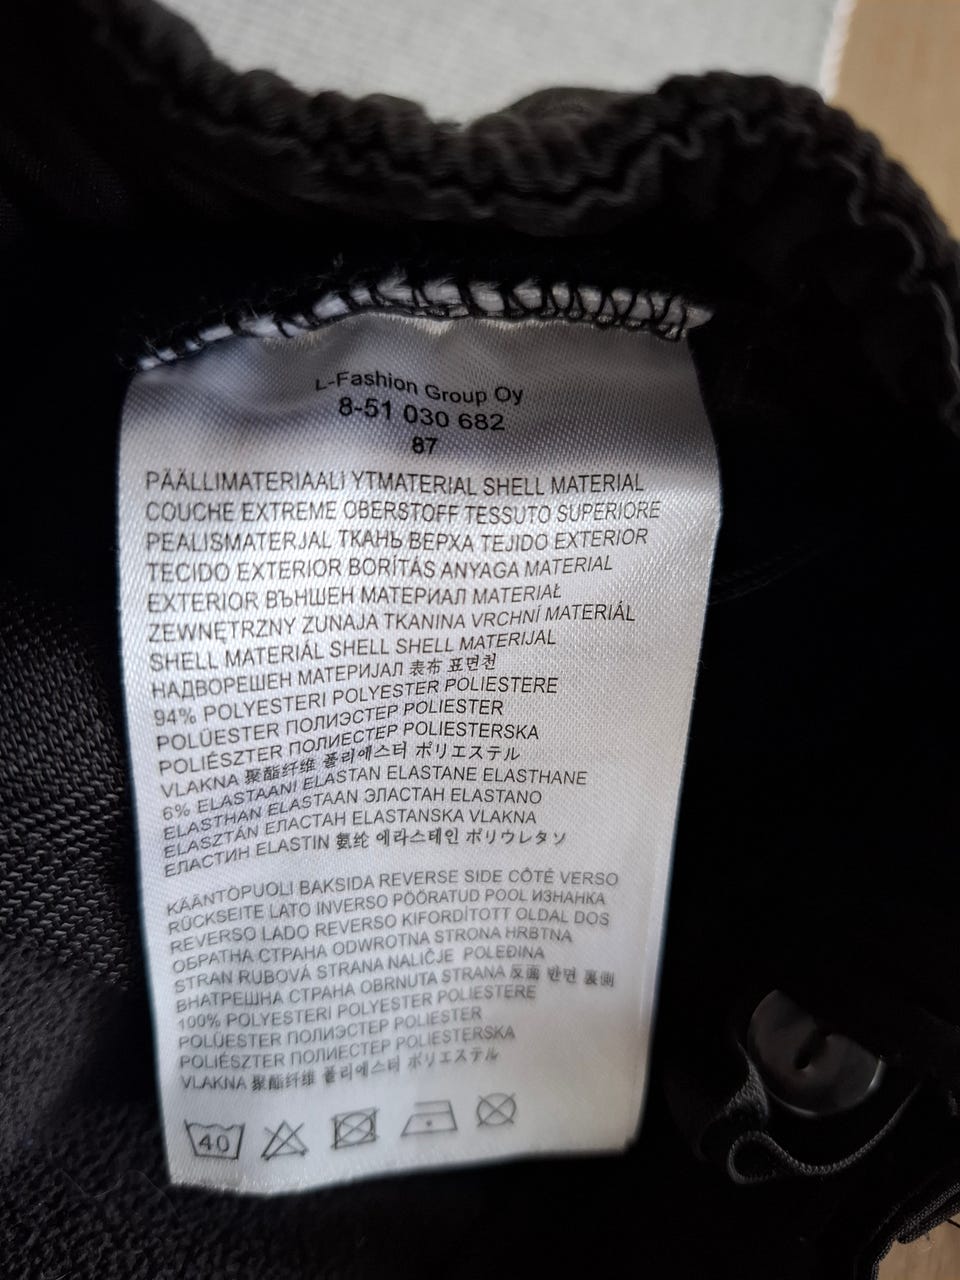 L-Fashion Group Oy
8-51 030 682
87
PÄÄLLIMATERIAALI YTMATERIAL SHELL MATERIAL
COUCHE EXTREME OBERSTOFF TESSUTO SUPERIORE
PEALISMATERJAL ТКАНЬ ВЕРХА TEJIDO EXTERIOR
TECIDO EXTERIOR BORÍTÁS ANYAGA MATERIAL
EXTERIOR ВЪНШЕН МАТЕРИАЛ MATERIAŁ
ZEWNĘTRZNY ZUNAJA TKANINA VRCHNÍ MATERIÁL
SHELL MATERIÁL SHELL SHELL MATERIJAL
НАДВОРЕШЕН МАТЕРИЈАЛ 表布 표면천
94% POLYESTERI POLYESTER POLIESTERE
POLÜESTER ПОЛИЭСТЕР POLIESTER
POLIÉSZTER ПОЛИЕСТЕР POLIESTERSKA
VLAKNA 聚酯纤维 폴리에스터 ポリエステル
6% ELASTAANI ELASTAN ELASTANE ELASTHANE
ELASTHAN ELASTAAN ЭЛАСТАН ELASTANO
ELASZTÁN ЕЛАСТАН ELASTANSKA VLAKNA
ЕЛАСТИН ELASTIN 氨纶 에라스테인 ポリウレタソ
KÄÄNTÖPUOLI BAKSIDA REVERSE SIDE CÔTÉ VERSO
RÜCKSEITE LATO INVERSO PÖÖRATUD POOL ИЗНАНКА
REVERSO LADO REVERSO KIFORDÍTOTT OLDAL DOS
ОБРАТНА СТРАНА ODWROTNA STRONA HRBTNA
STRAN RUBOVÁ STRANA NALIČJE POLEĐINA
ВНАТРЕШНА СТРАНА OBRNUTA STRANA 反面 반면 裏側
100% POLYESTERI POLYESTER POLIESTERE
POLÜESTER ПОЛИЭСТЕР POLIESTER
POLIÉSZTER ПОЛИЕСТЕР POLIESTERSKA
VLAKNA 聚酯纤维 폴리에스터 ポリエステル
40